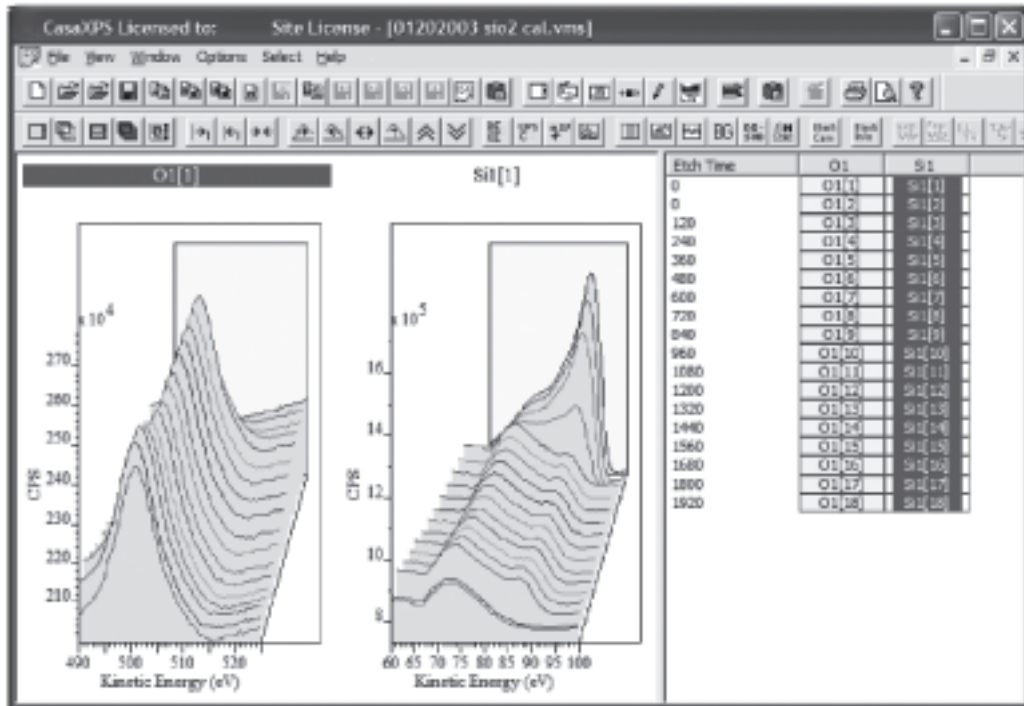 CasaXPS Licensed to: Site License - [01202003 sio2 cal.vms]
File View Window Options Select Help
BG
O1[1] Si1[1]
x10^4
270
260
250
240
230
220
210
CPS
490 500 510 520
Kinetic Energy (eV)
x10^5
16
14
12
10
8
CPS
60 65 70 75 80 85 90 95 100
Kinetic Energy (eV)
Etch Time O1 Si1
0 O1[1] Si1[1]
0 O1[2] Si1[2]
120 O1[3] Si1[3]
240 O1[4] Si1[4]
360 O1[5] Si1[5]
480 O1[6] Si1[6]
600 O1[7] Si1[7]
720 O1[8] Si1[8]
840 O1[9] Si1[9]
960 O1[10] Si1[10]
1080 O1[11] Si1[11]
1200 O1[12] Si1[12]
1320 O1[13] Si1[13]
1440 O1[14] Si1[14]
1560 O1[15] Si1[15]
1680 O1[16] Si1[16]
1800 O1[17] Si1[17]
1920 O1[18] Si1[18]